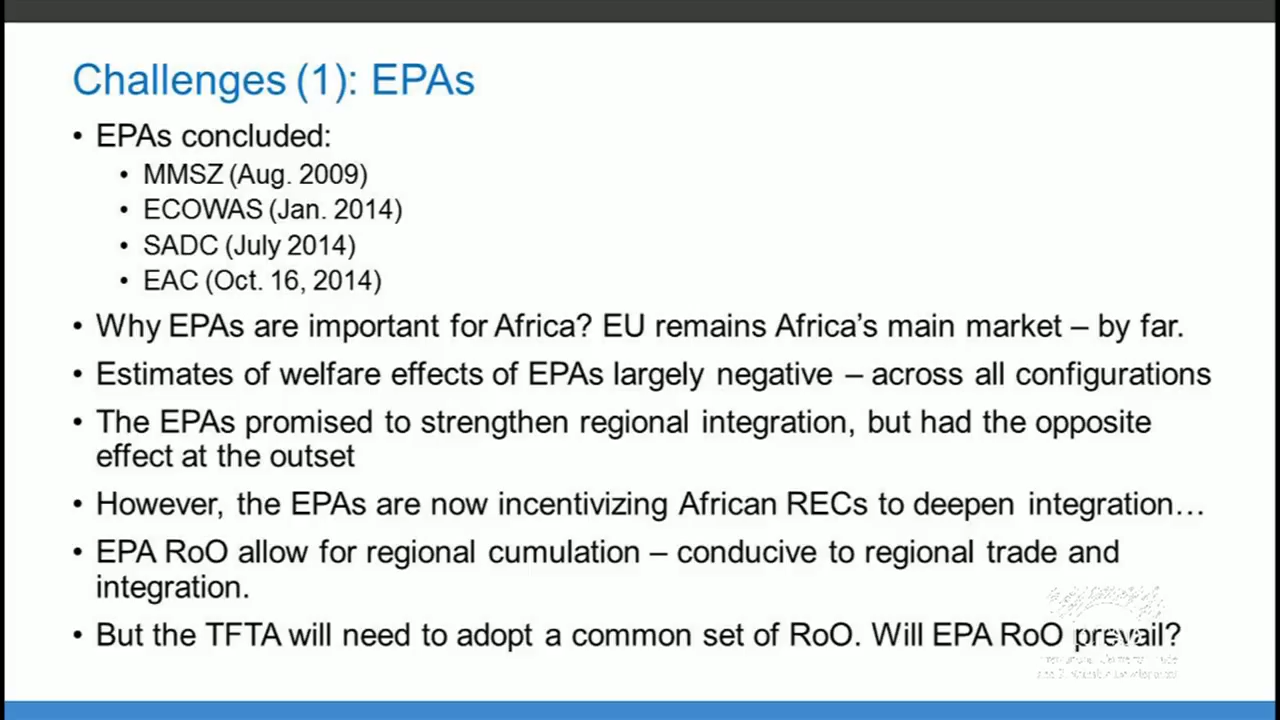 Challenges (1): EPAs
• EPAs concluded:
• MMSZ (Aug. 2009)
• ECOWAS (Jan. 2014)
• SADC (July 2014)
• EAC (Oct. 16, 2014)
• Why EPAs are important for Africa? EU remains Africa's main market – by far.
• Estimates of welfare effects of EPAs largely negative – across all configurations
• The EPAs promised to strengthen regional integration, but had the opposite
effect at the outset
• However, the EPAs are now incentivizing African RECs to deepen integration…
• EPA RoO allow for regional cumulation – conducive to regional trade and
integration.
• But the TFTA will need to adopt a common set of RoO. Will EPA RoO prevail?